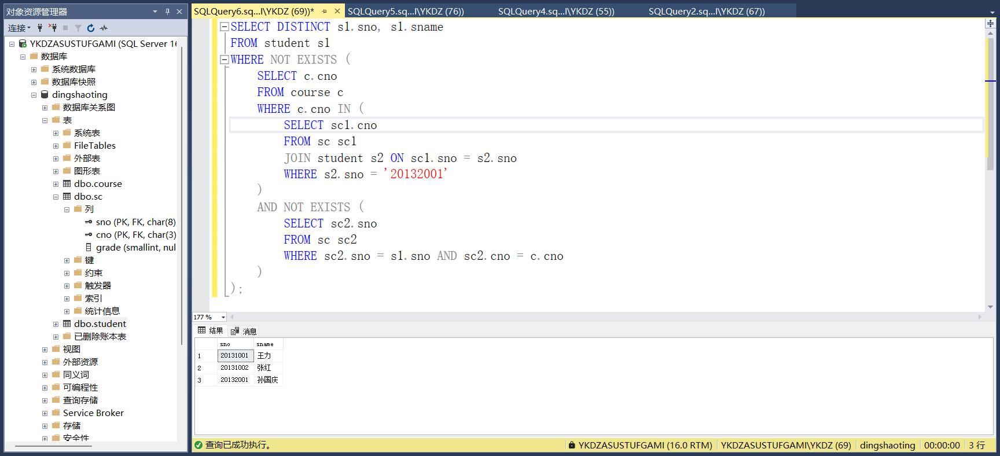 对象资源管理器
连接
YKDZASUSTUFGAMI (SQL Server 16
数据库
系统数据库
数据库快照
dingshaoting
数据库关系图
表
系统表
FileTables
外部表
图形表
dbo.course
dbo.sc
列
sno (PK, FK, char(8)
cno (PK, FK, char(3)
grade (smallint, nul
键
约束
触发器
索引
统计信息
dbo.student
已删除账本表
视图
外部资源
同义词
可编程性
查询存储
Service Broker
存储
安全性
SQLQuery6.sq...I\YKDZ (69))* SQLQuery5.sq...I\YKDZ (76)) SQLQuery4.sq...I\YKDZ (55)) SQLQuery2.sq...I\YKDZ (67))
SELECT DISTINCT s1.sno, s1.sname
FROM student s1
WHERE NOT EXISTS (
SELECT c.cno
FROM course c
WHERE c.cno IN (
SELECT sc1.cno
FROM sc sc1
JOIN student s2 ON sc1.sno = s2.sno
WHERE s2.sno = '20132001'
)
AND NOT EXISTS (
SELECT sc2.sno
FROM sc sc2
WHERE sc2.sno = s1.sno AND sc2.cno = c.cno
)
);
177 %
结果 消息
sno sname
1 20131001 王力
2 20131002 张红
3 20132001 孙国庆
查询已成功执行。 YKDZASUSTUFGAMI (16.0 RTM) YKDZASUSTUFGAMI\YKDZ (69) dingshaoting 00:00:00 3 行